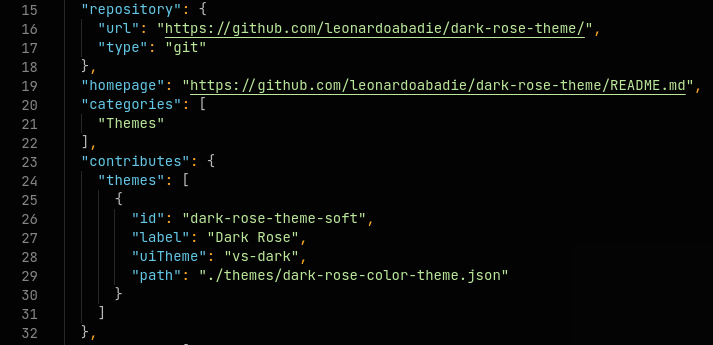 15 "repository": {
16 "url": "https://github.com/leonardoabadie/dark-rose-theme/",
17 "type": "git"
18 },
19 "homepage": "https://github.com/leonardoabadie/dark-rose-theme/README.md",
20 "categories": [
21 "Themes"
22 ],
23 "contributes": {
24 "themes": [
25 {
26 "id": "dark-rose-theme-soft",
27 "label": "Dark Rose",
28 "uiTheme": "vs-dark",
29 "path": "./themes/dark-rose-color-theme.json"
30 }
31 ]
32 },